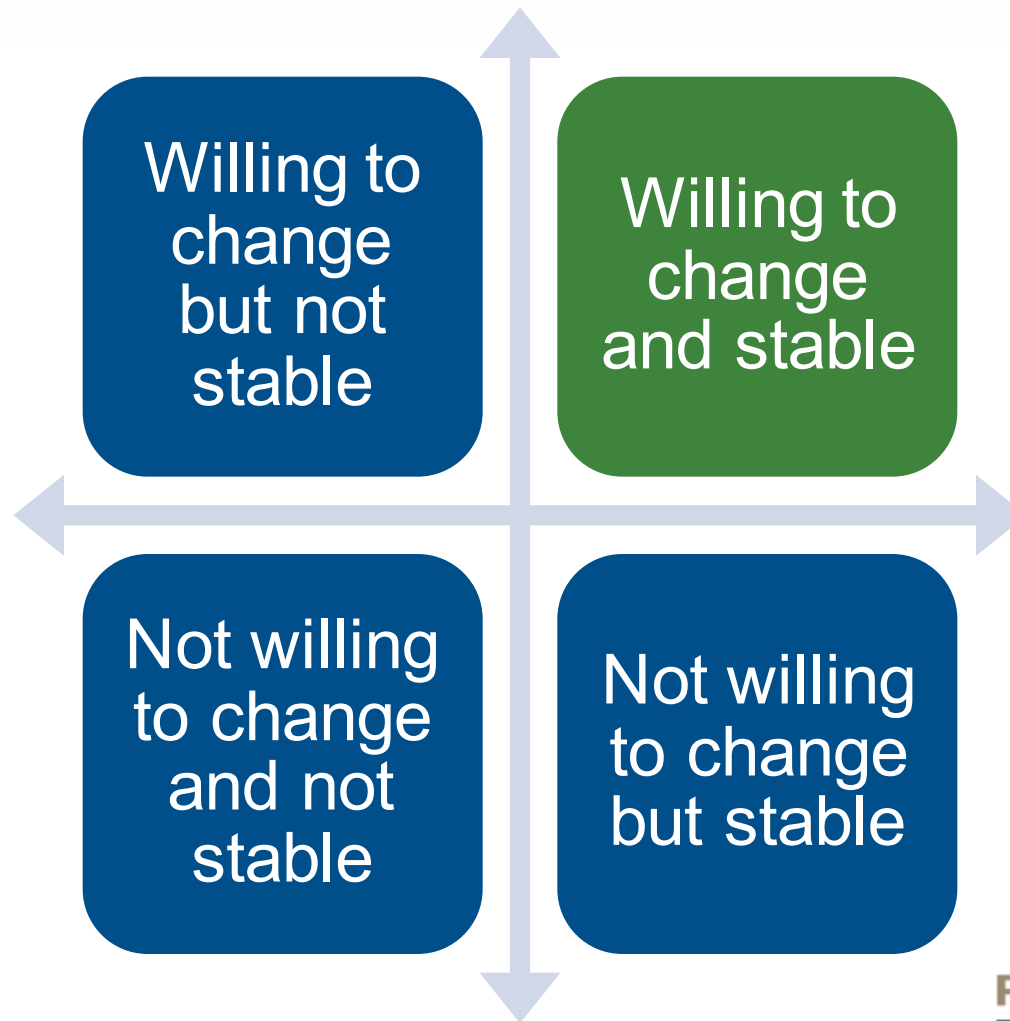 Willing to
change
but not
stable
Willing to
change
and stable
Not willing
to change
and not
stable
Not willing
to change
but stable